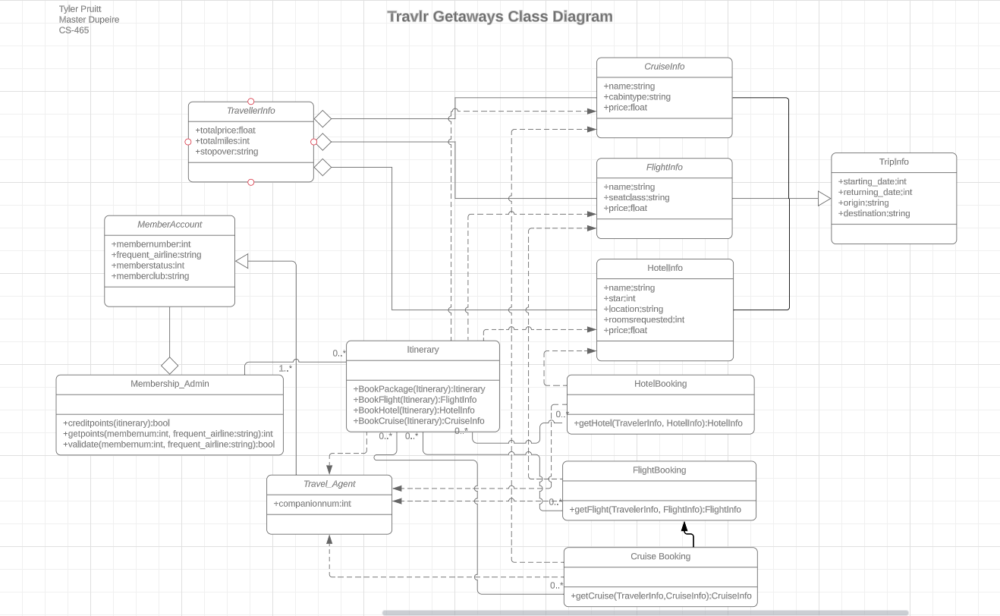 Tyler Pruitt
Master Dupeire
CS-465
Travlr Getaways Class Diagram
CruiseInfo
+name:string
+cabintype:string
+price:float
TravellerInfo
+totalprice:float
+totalmiles:int
+stopover:string
FlightInfo
+name:string
+seatclass:string
+price:float
TripInfo
+starting_date:int
+returning_date:int
+origin:string
+destination:string
MemberAccount
+membernumber:int
+frequent_airline:string
+memberstatus:int
+memberclub:string
HotelInfo
+name:string
+star:int
+location:string
+roomsrequested:int
+price:float
0..*
1..*
Itinerary
+BookPackage(Itinerary):Itinerary
+BookFlight(Itinerary):FlightInfo
+BookHotel(Itinerary):HotelInfo
+BookCruise(Itinerary):CruiseInfo
0..*
0..*
0..*
Membership_Admin
+creditpoints(itinerary):bool
+getpoints(membernum:int, frequent_airline:string):int
+validate(membernum:int, frequent_airline:string):bool
HotelBooking
0..*
+getHotel(TravelerInfo, HotelInfo):HotelInfo
Travel_Agent
+companionnum:int
FlightBooking
0..*
+getFlight(TravelerInfo, FlightInfo):FlightInfo
Cruise Booking
0..*
+getCruise(TravelerInfo,CruiseInfo):CruiseInfo